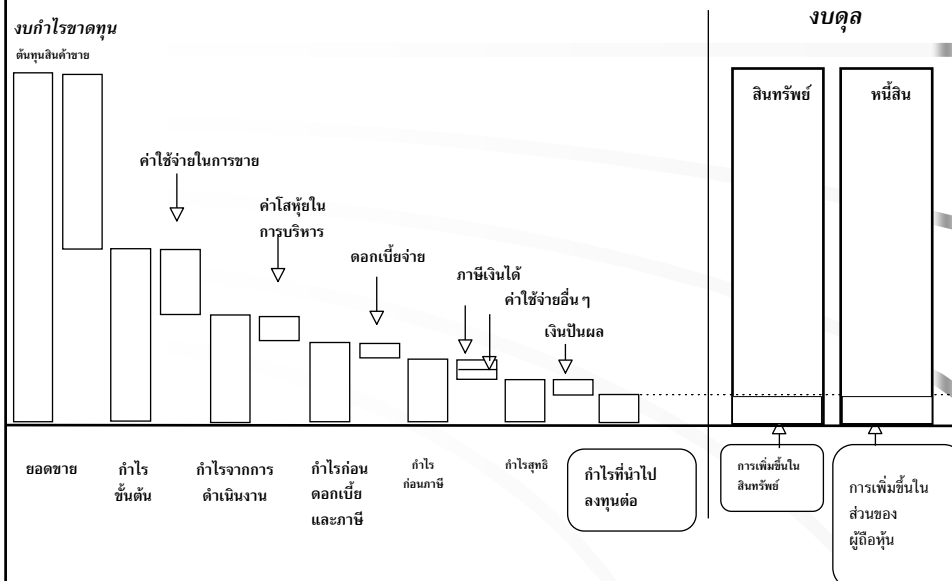 งบกำไรขาดทุน
งบดุล
ต้นทุนสินค้าขาย
สินทรัพย์
หนี้สิน
ค่าใช้จ่ายในการขาย
ค่าโสหุ้ยใน
การบริหาร
ดอกเบี้ยจ่าย
ภาษีเงินได้
ค่าใช้จ่ายอื่น ๆ
เงินปันผล
ยอดขาย
กำไร
ขั้นต้น
กำไรจากการ
ดำเนินงาน
กำไรก่อน
ดอกเบี้ย
และภาษี
กำไร
ก่อนภาษี
กำไรสุทธิ
กำไรที่นำไป
ลงทุนต่อ
การเพิ่มขึ้นใน
สินทรัพย์
การเพิ่มขึ้นใน
ส่วนของ
ผู้ถือหุ้น